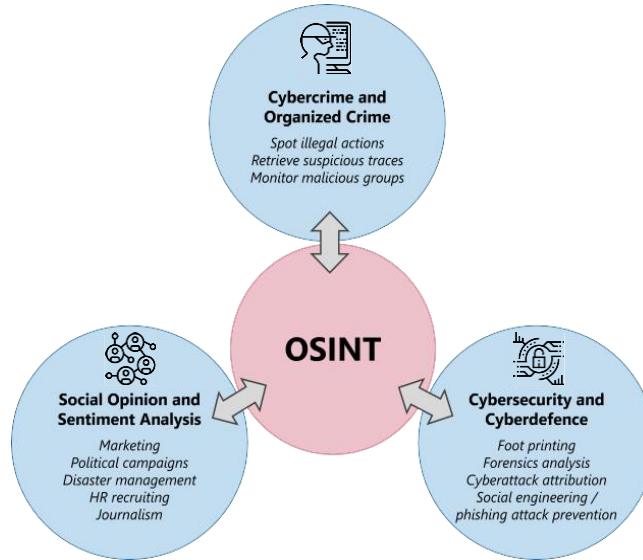 Cybercrime and
Organized Crime
Spot illegal actions
Retrieve suspicious traces
Monitor malicious groups
OSINT
Social Opinion and
Sentiment Analysis
Marketing
Political campaigns
Disaster management
HR recruiting
Journalism
Cybersecurity and
Cyberdefence
Foot printing
Forensics analysis
Cyberattack attribution
Social engineering /
phishing attack prevention